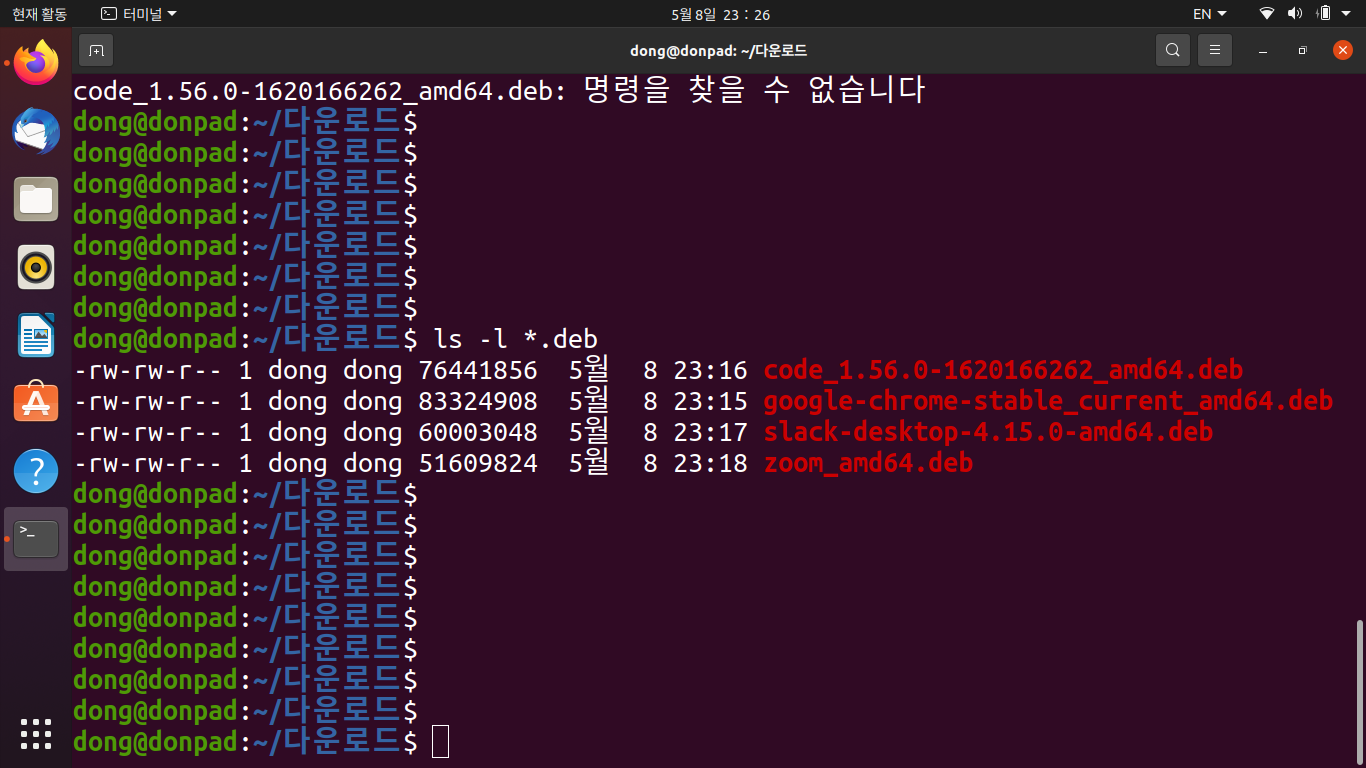 현재 활동 터미널 5월 8일 23 : 26 EN
dong@donpad: ~/다운로드
code_1.56.0-1620166262_amd64.deb: 명령을 찾을 수 없습니다
dong@donpad:~/다운로드$
dong@donpad:~/다운로드$
dong@donpad:~/다운로드$
dong@donpad:~/다운로드$
dong@donpad:~/다운로드$
dong@donpad:~/다운로드$
dong@donpad:~/다운로드$
dong@donpad:~/다운로드$ ls -l *.deb
-rw-rw-r-- 1 dong dong 76441856  5월  8 23:16 code_1.56.0-1620166262_amd64.deb
-rw-rw-r-- 1 dong dong 83324908  5월  8 23:15 google-chrome-stable_current_amd64.deb
-rw-rw-r-- 1 dong dong 60003048  5월  8 23:17 slack-desktop-4.15.0-amd64.deb
-rw-rw-r-- 1 dong dong 51609824  5월  8 23:18 zoom_amd64.deb
dong@donpad:~/다운로드$
dong@donpad:~/다운로드$
dong@donpad:~/다운로드$
dong@donpad:~/다운로드$
dong@donpad:~/다운로드$
dong@donpad:~/다운로드$
dong@donpad:~/다운로드$
dong@donpad:~/다운로드$
dong@donpad:~/다운로드$